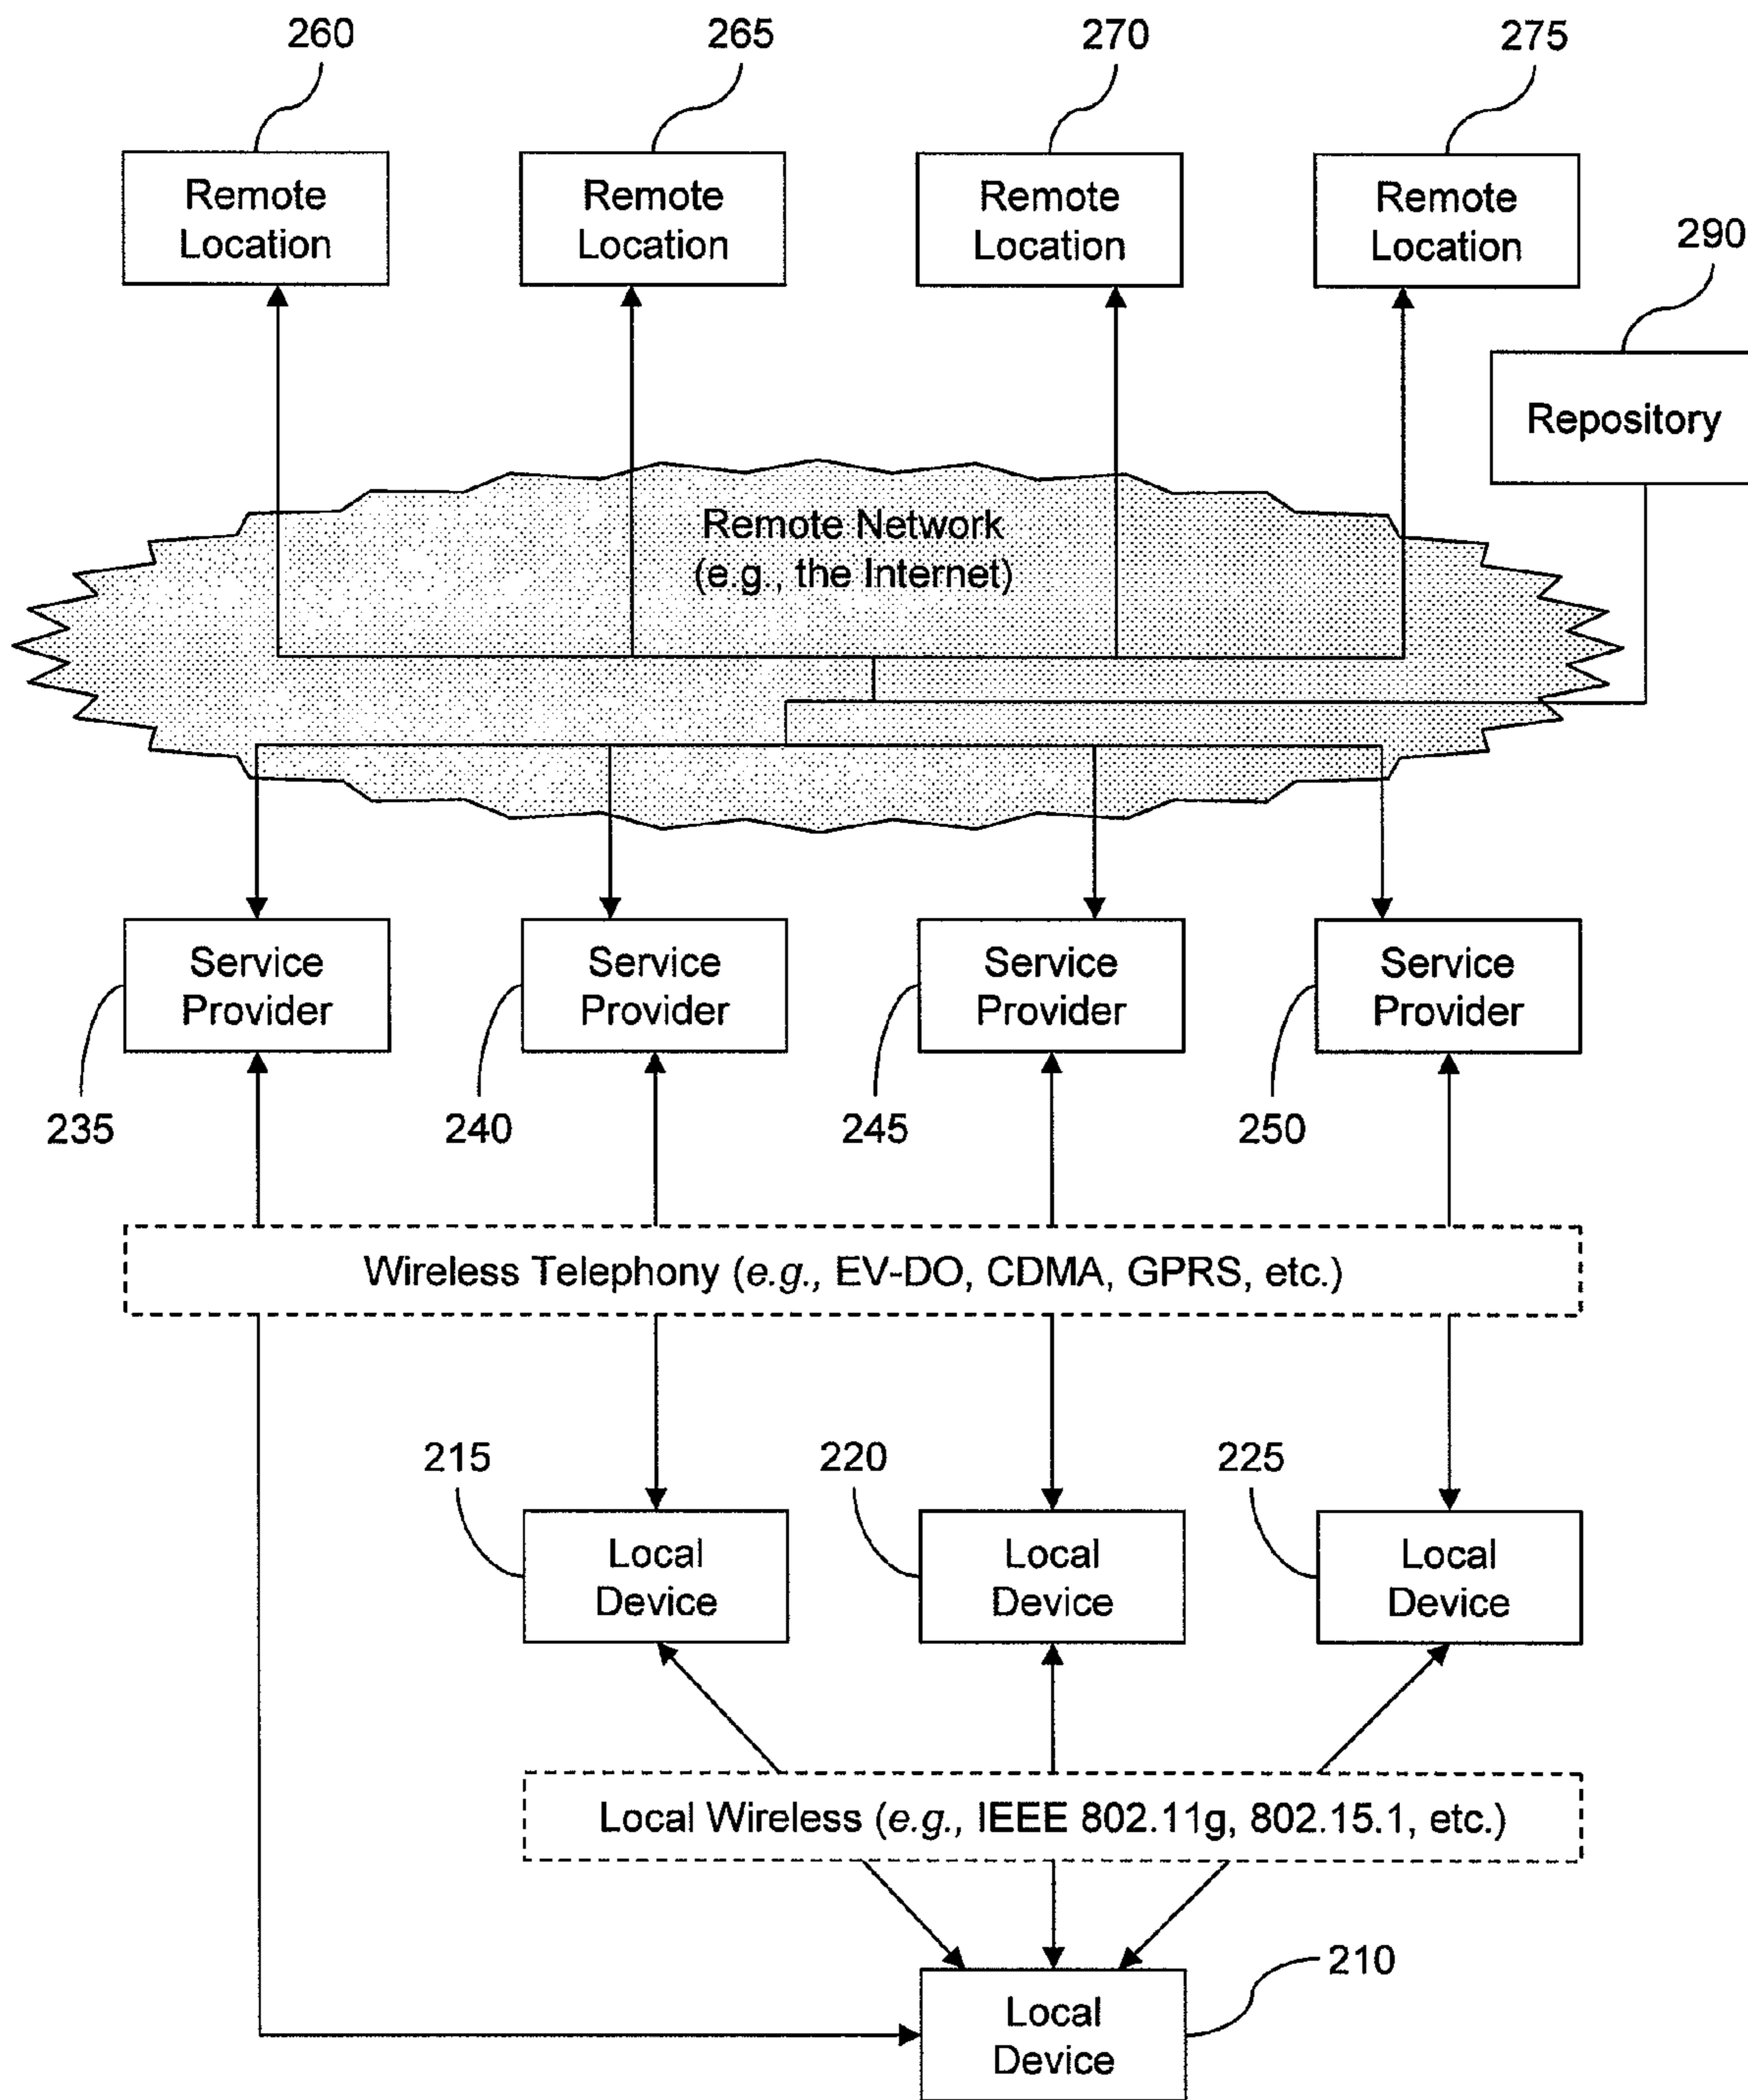 260
265
270
275
Remote
Location
Remote
Location
Remote
Location
Remote
Location
290
Repository
Remote Network
(e.g., the Internet)
Service
Provider
Service
Provider
Service
Provider
Service
Provider
235
240
245
250
Wireless Telephony (e.g., EV-DO, CDMA, GPRS, etc.)
215
220
225
Local
Device
Local
Device
Local
Device
Local Wireless (e.g., IEEE 802.11g, 802.15.1, etc.)
210
Local
Device